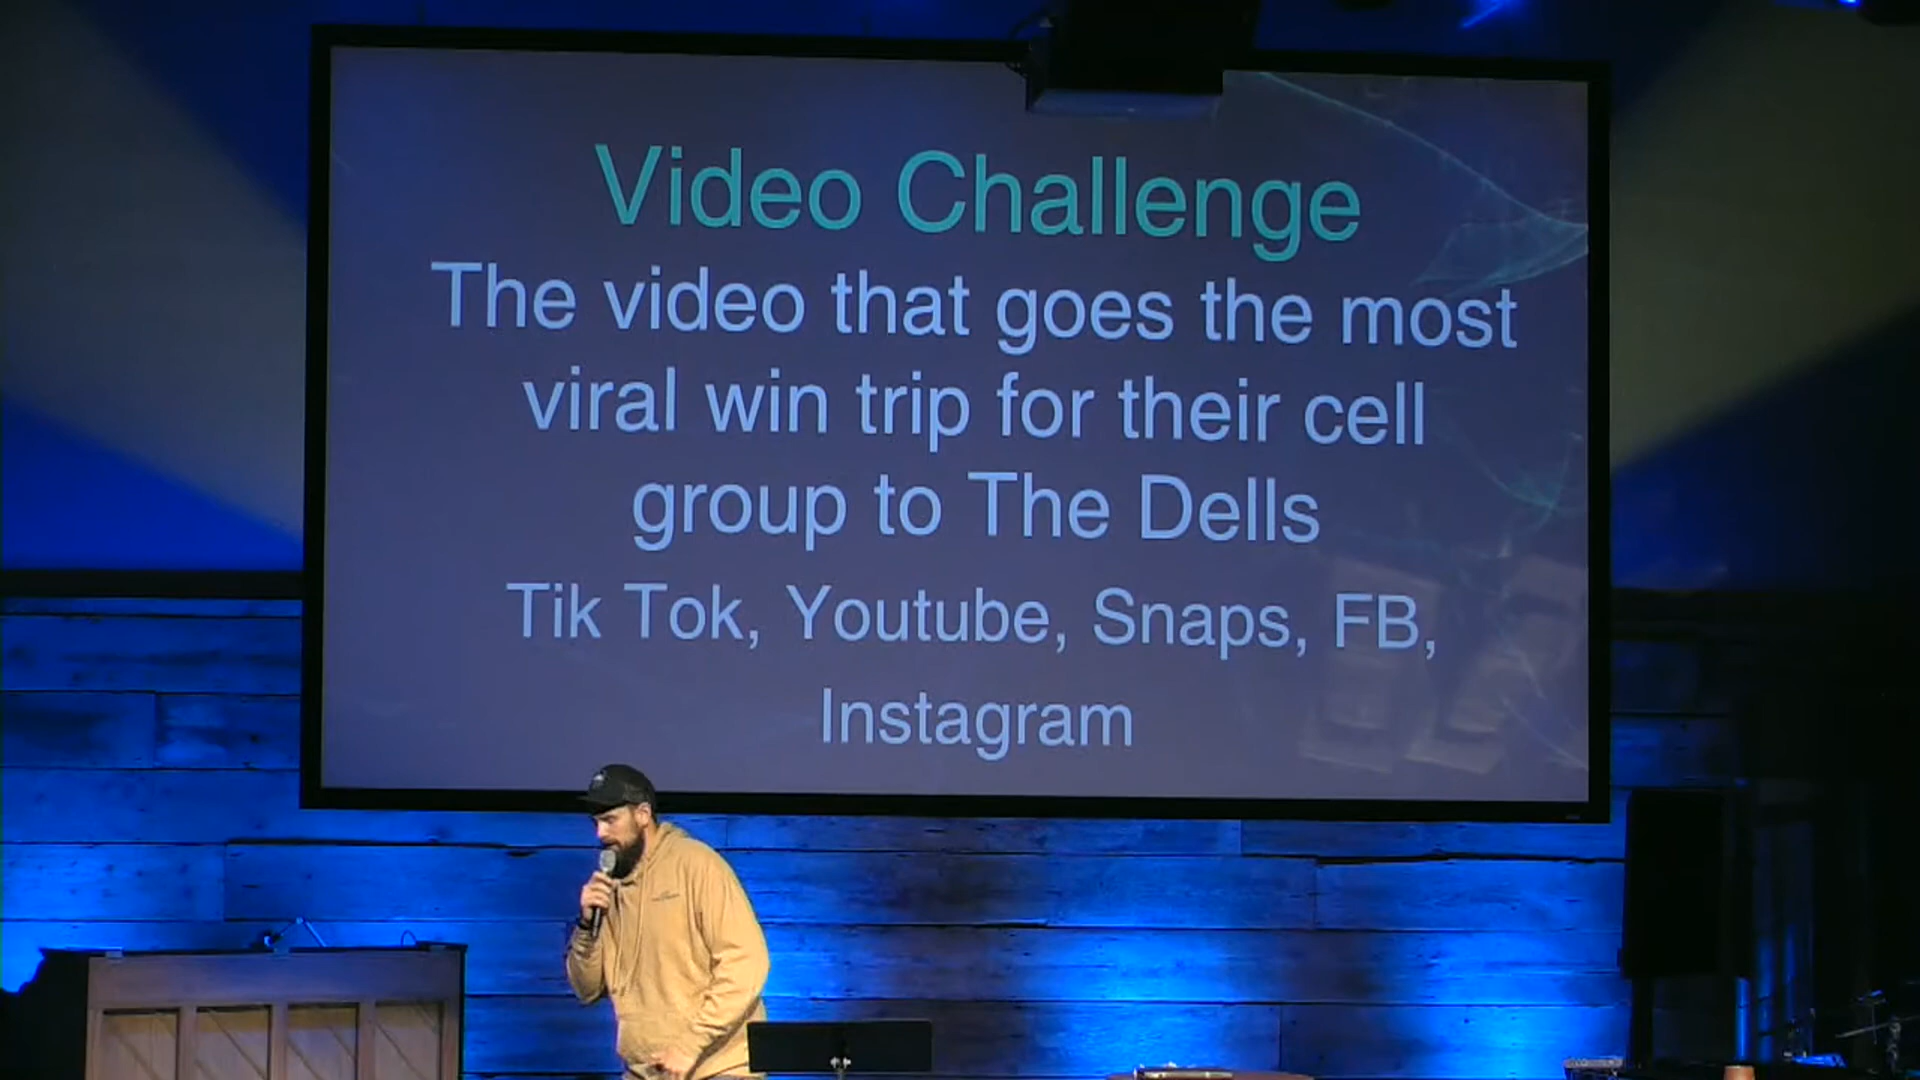 Video Challenge
The video that goes the most
viral win trip for their cell
group to The Dells
Tik Tok, Youtube, Snaps, FB,
Instagram